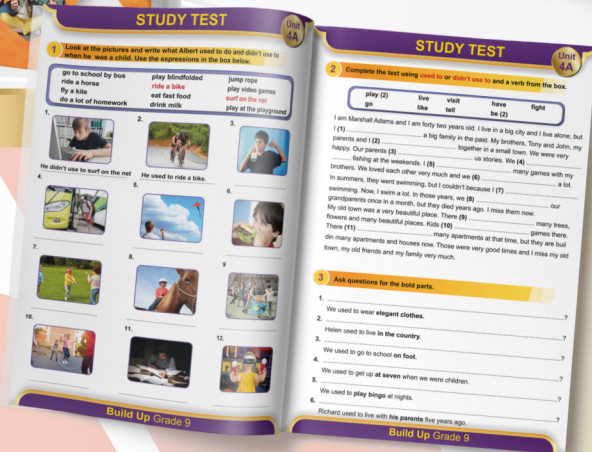 STUDY TEST
Unit
4A
1 Look at the pictures and write what Albert used to do and didn't use to
when he was a child. Use the expressions in the box below.
go to school by bus play blindfolded jump rope
ride a horse ride a bike play video games
fly a kite eat fast food surf on the net
do a lot of homework drink milk play at the playground
1. 2. 3.
He didn't use to surf on the net He used to ride a bike.
4. 5. 6.
7. 8. 9
10. 11. 12.
Build Up Grade 9
STUDY TEST
Unit
4A
2 Complete the text using used to or didn't use to and a verb from the box.
play (2) live visit have fight
go like tell be (2)
I am Marshall Adams and I am forty two years old. I live in a big city and I live alone, but
I (1) a big family in the past. My brothers, Tony and John, my
parents and I (2) together in a small town. We were very
happy. Our parents (3) us stories. We (4)
fishing at the weekends. I (5) many games with my
brothers. We loved each other very much and we (6) a lot.
In summers, they went swimming, but I couldn't because I (7)
swimming. Now, I swim a lot. In those years, we (8) our
grandparents once in a month, but they died years ago. I miss them now.
My old town was a very beautiful place. There (9) many trees,
flowers and many beautiful places. Kids (10) games there.
There (11) many apartments at that time, but they are buil
din many apartments and houses now. Those were very good times and I miss my old
town, my old friends and my family very much.
3 Ask questions for the bold parts.
1. ?
We used to wear elegant clothes.
2. ?
Helen used to live in the country.
3. ?
We used to go to school on foot.
4. ?
We used to get up at seven when we were children.
5. ?
We used to play bingo at nights.
6. ?
Richard used to live with his parents five years ago.
Build Up Grade 9